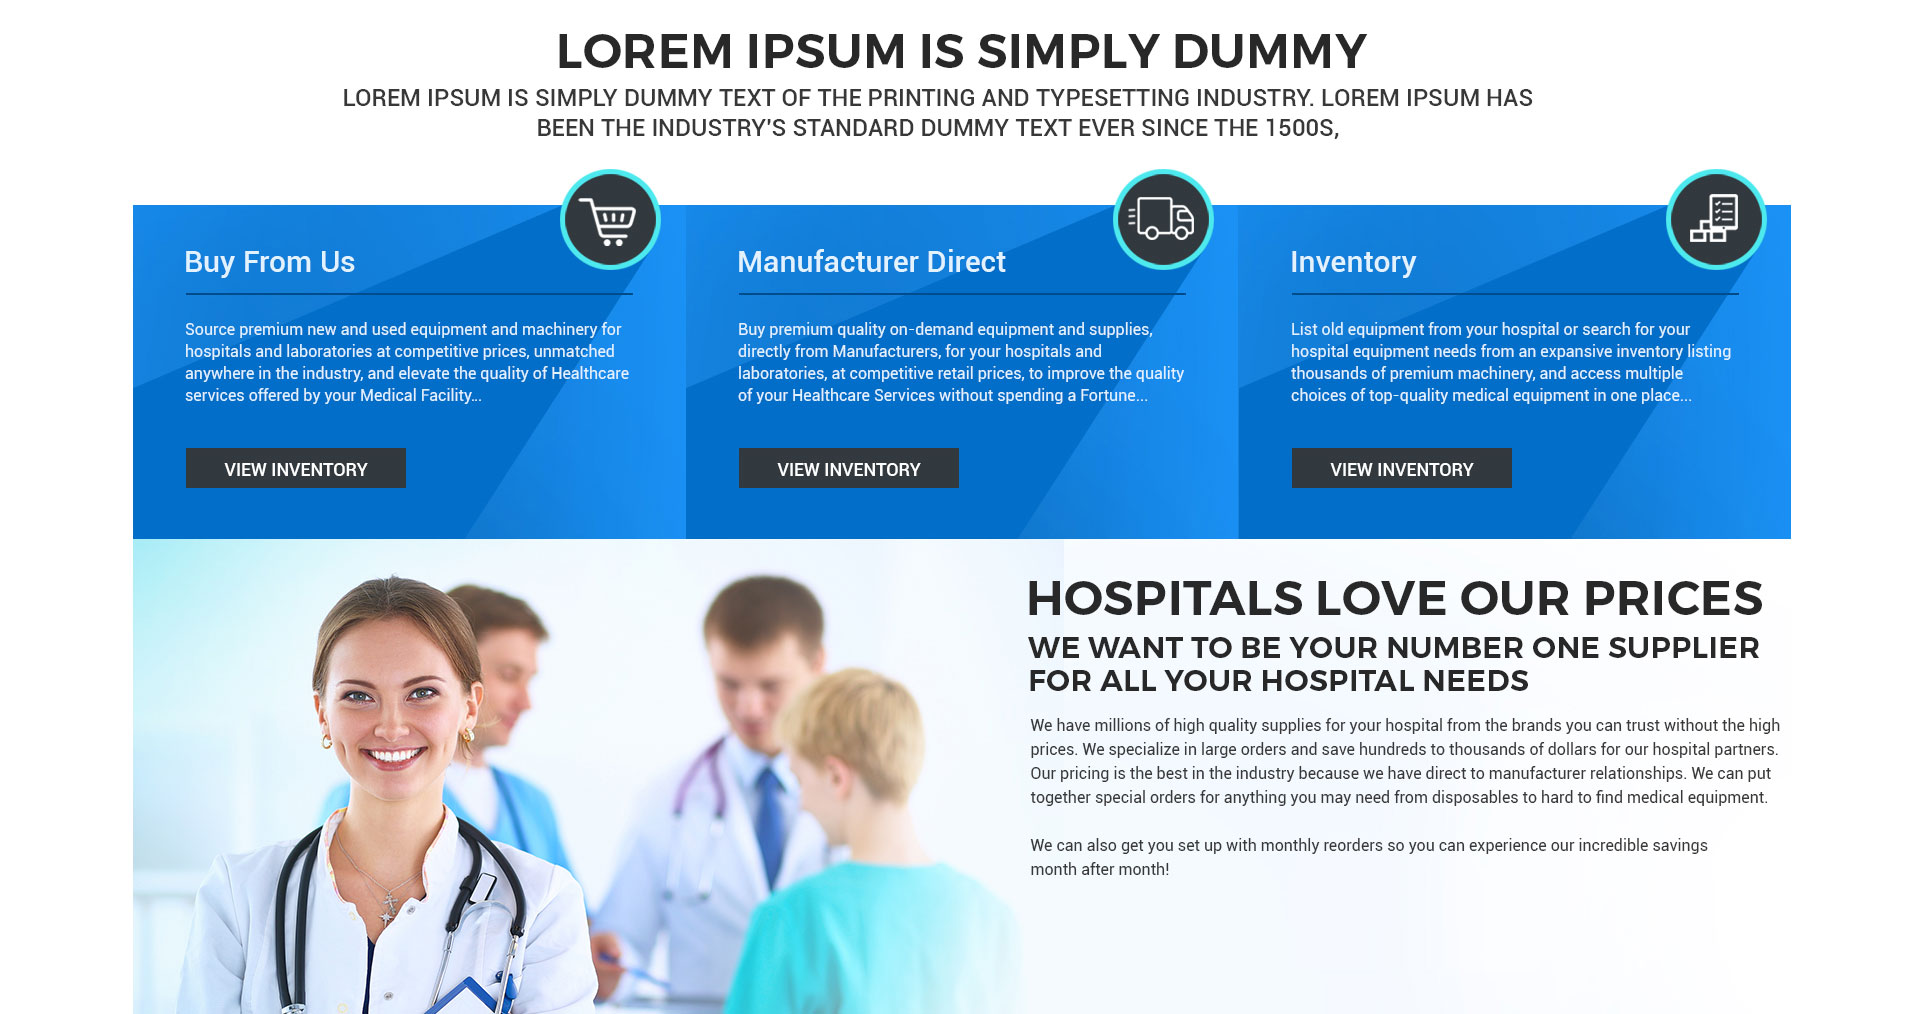 LOREM IPSUM IS SIMPLY DUMMY
LOREM IPSUM IS SIMPLY DUMMY TEXT OF THE PRINTING AND TYPESETTING INDUSTRY. LOREM IPSUM HAS
BEEN THE INDUSTRY'S STANDARD DUMMY TEXT EVER SINCE THE 1500S,
Buy From Us
Source premium new and used equipment and machinery for
hospitals and laboratories at competitive prices, unmatched
anywhere in the industry, and elevate the quality of Healthcare
services offered by your Medical Facility...
VIEW INVENTORY
Manufacturer Direct
Buy premium quality on-demand equipment and supplies,
directly from Manufacturers, for your hospitals and
laboratories, at competitive retail prices, to improve the quality
of your Healthcare Services without spending a Fortune...
VIEW INVENTORY
Inventory
List old equipment from your hospital or search for your
hospital equipment needs from an expansive inventory listing
thousands of premium machinery, and access multiple
choices of top-quality medical equipment in one place...
VIEW INVENTORY
HOSPITALS LOVE OUR PRICES
WE WANT TO BE YOUR NUMBER ONE SUPPLIER
FOR ALL YOUR HOSPITAL NEEDS
We have millions of high quality supplies for your hospital from the brands you can trust without the high
prices. We specialize in large orders and save hundreds to thousands of dollars for our hospital partners.
Our pricing is the best in the industry because we have direct to manufacturer relationships. We can put
together special orders for anything you may need from disposables to hard to find medical equipment.
We can also get you set up with monthly reorders so you can experience our incredible savings
month after month!